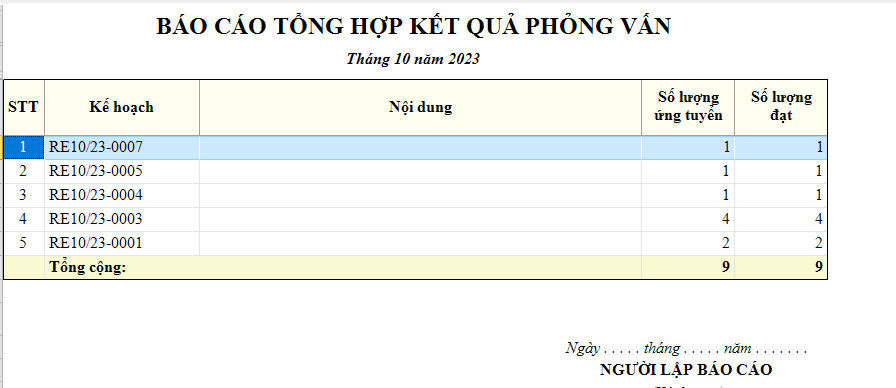 BÁO CÁO TỔNG HỢP KẾT QUẢ PHỎNG VẤN
Tháng 10 năm 2023
STT Kế hoạch Nội dung Số lượng ứng tuyển Số lượng đạt
1 RE10/23-0007 1 1
2 RE10/23-0005 1 1
3 RE10/23-0004 1 1
4 RE10/23-0003 4 4
5 RE10/23-0001 2 2
Tổng cộng: 9 9
Ngày . . . . . tháng . . . . . năm . . . . . . .
NGƯỜI LẬP BÁO CÁO